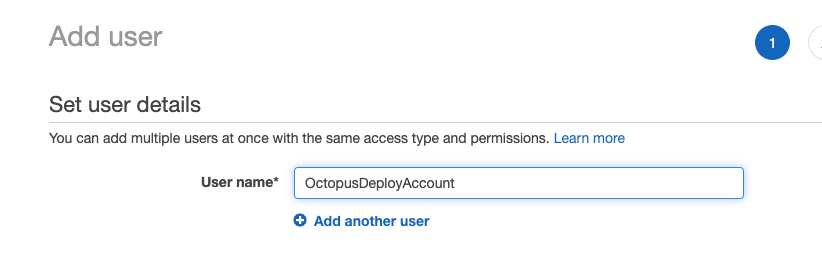 Add user
1
Set user details
You can add multiple users at once with the same access type and permissions. Learn more
User name*
OctopusDeployAccount
Add another user